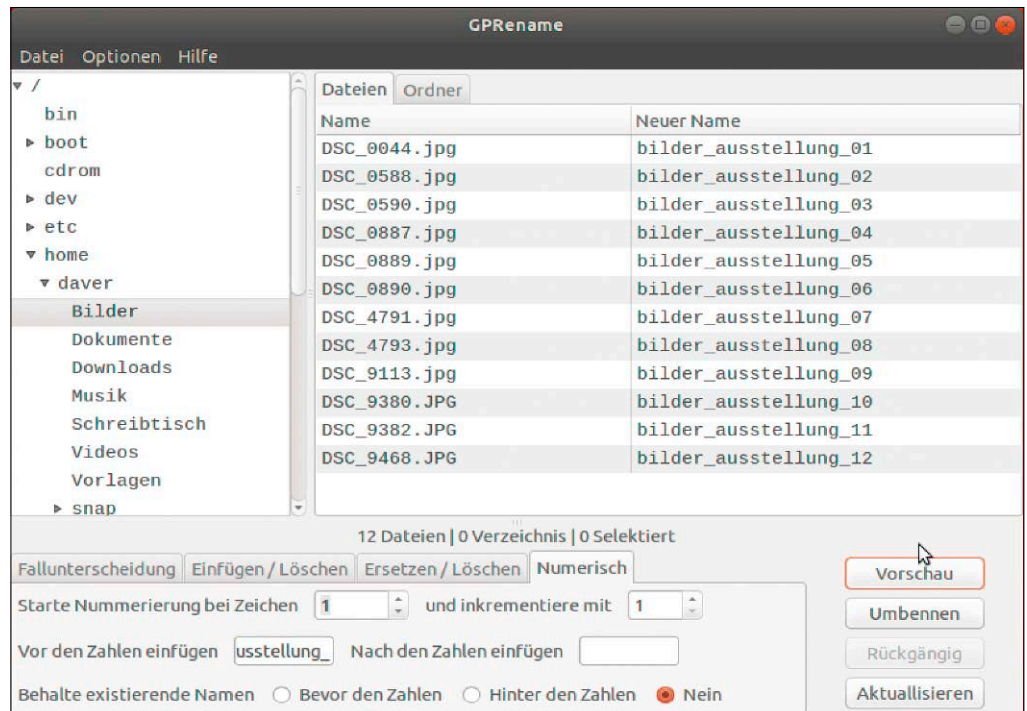 GPRename
Datei Optionen Hilfe
/
bin
boot
cdrom
dev
etc
home
daver
Bilder
Dokumente
Downloads
Musik
Schreibtisch
Videos
Vorlagen
snap
Dateien Ordner
Name Neuer Name
DSC_0044.jpg bilder_ausstellung_01
DSC_0588.jpg bilder_ausstellung_02
DSC_0590.jpg bilder_ausstellung_03
DSC_0887.jpg bilder_ausstellung_04
DSC_0889.jpg bilder_ausstellung_05
DSC_0890.jpg bilder_ausstellung_06
DSC_4791.jpg bilder_ausstellung_07
DSC_4793.jpg bilder_ausstellung_08
DSC_9113.jpg bilder_ausstellung_09
DSC_9380.JPG bilder_ausstellung_10
DSC_9382.JPG bilder_ausstellung_11
DSC_9468.JPG bilder_ausstellung_12
12 Dateien | 0 Verzeichnis | 0 Selektiert
Fallunterscheidung Einfügen / Löschen Ersetzen / Löschen Numerisch
Starte Nummerierung bei Zeichen 1 und inkrementiere mit 1
Vor den Zahlen einfügen usstellung_ Nach den Zahlen einfügen
Behalte existierende Namen Bevor den Zahlen Hinter den Zahlen Nein
Vorschau
Umbennen
Rückgängig
Aktuallisieren